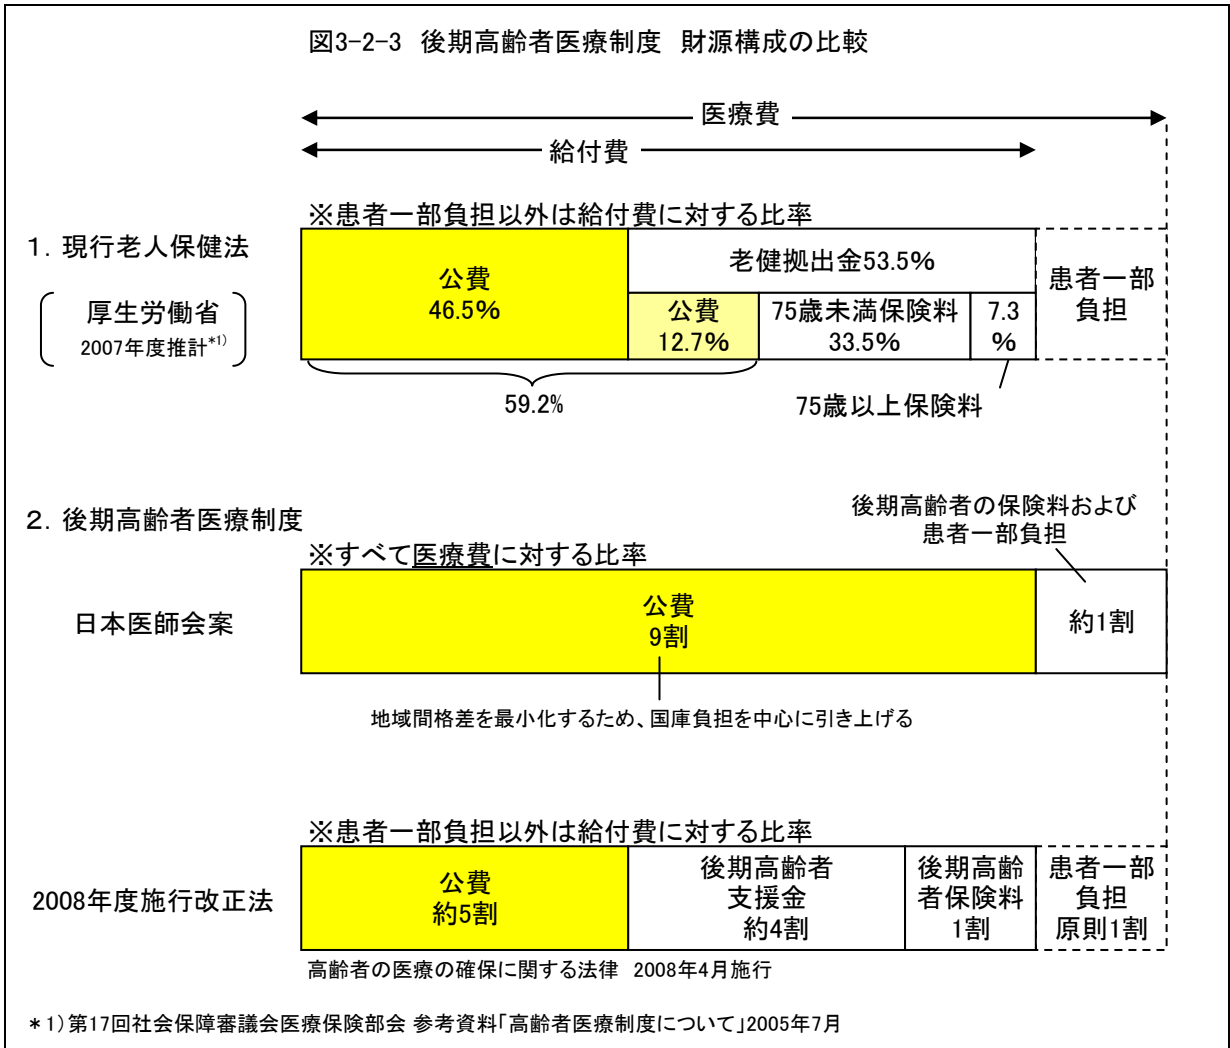 図3-2-3 後期高齢者医療制度 財源構成の比較
医療費
給付費
※患者一部負担以外は給付費に対する比率
1．現行老人保健法
厚生労働省
2007年度推計*1)
公費
46.5%
老健拠出金53.5%
公費
12.7%
75歳未満保険料
33.5%
7.3
%
患者一部
負担
59.2%
75歳以上保険料
2．後期高齢者医療制度
後期高齢者の保険料および
患者一部負担
※すべて医療費に対する比率
日本医師会案
公費
9割
約1割
地域間格差を最小化するため、国庫負担を中心に引き上げる
※患者一部負担以外は給付費に対する比率
2008年度施行改正法
公費
約5割
後期高齢者
支援金
約4割
後期高齢
者保険料
1割
患者一部
負担
原則1割
高齢者の医療の確保に関する法律 2008年4月施行
＊1）第17回社会保障審議会医療保険部会 参考資料「高齢者医療制度について」2005年7月